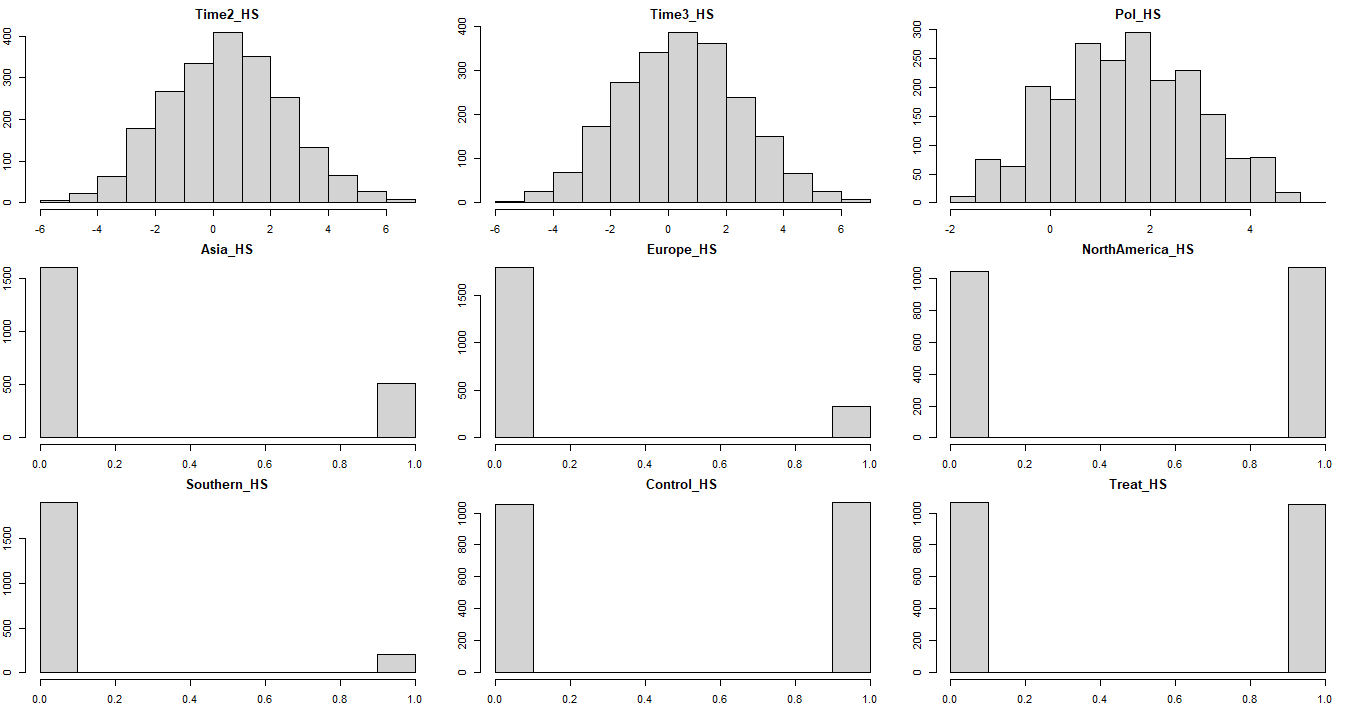 Time2_HS
0 100 200 300 400
-6 -4 -2 0 2 4 6
Time3_HS
0 100 200 300 400
-6 -4 -2 0 2 4 6
Pol_HS
0 50 100 150 200 250 300
-2 0 2 4
Asia_HS
0 500 1000 1500
0.0 0.2 0.4 0.6 0.8 1.0
Europe_HS
0 500 1000 1500
0.0 0.2 0.4 0.6 0.8 1.0
NorthAmerica_HS
0 200 400 600 800 1000
0.0 0.2 0.4 0.6 0.8 1.0
Southern_HS
0 500 1000 1500
0.0 0.2 0.4 0.6 0.8 1.0
Control_HS
0 200 400 600 800 1000
0.0 0.2 0.4 0.6 0.8 1.0
Treat_HS
0 200 400 600 800 1000
0.0 0.2 0.4 0.6 0.8 1.0